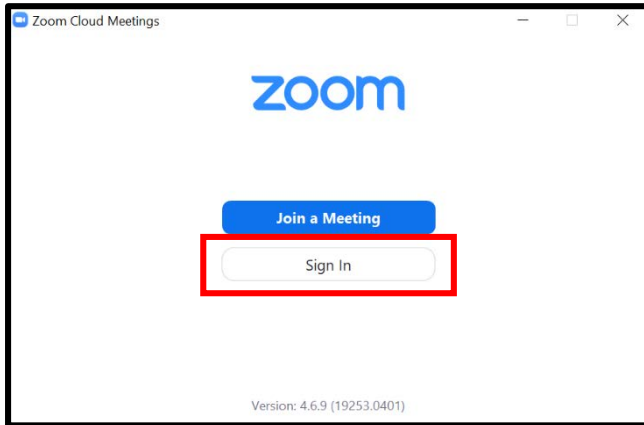 Zoom Cloud Meetings
zoom
Join a Meeting
Sign In
Version: 4.6.9 (19253.0401)